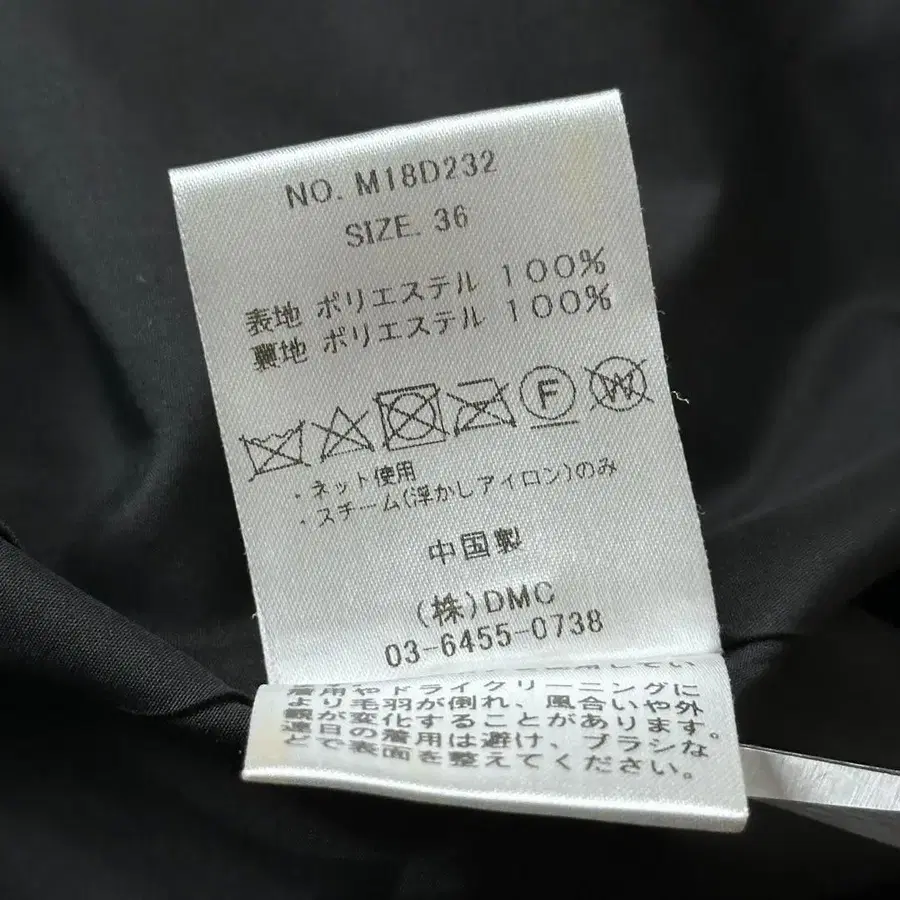 NO. M18D232
SIZE. 36
表地 ポリエステル 100%
裏地 ポリエステル 100%
F W
・ネット使用
・スチーム(浮かしアイロン)のみ
中国製
(株)DMC
03-6455-0738
してい
着用やドライクリーニングに
より毛羽が倒れ、風合いや外
観が変化することがあります。
連日の着用は避け、ブラシな
どで表面を整えてください。